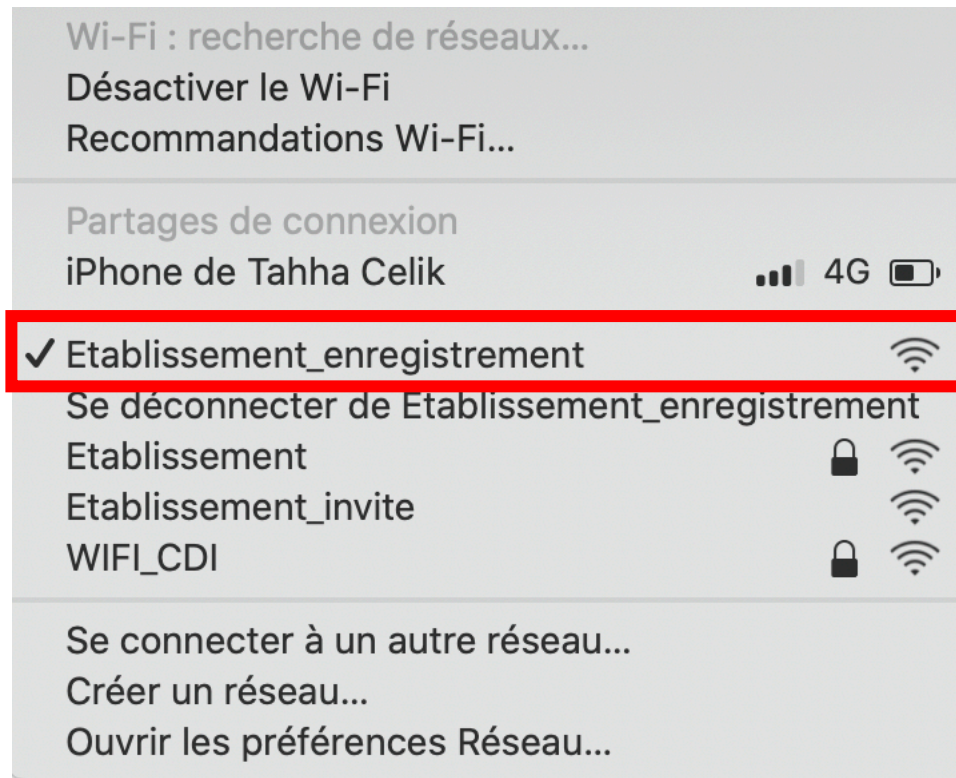 Wi-Fi : recherche de réseaux...
Désactiver le Wi-Fi
Recommandations Wi-Fi...
Partages de connexion
iPhone de Tahha Celik 4G
✓ Etablissement_enregistrement
Se déconnecter de Etablissement_enregistrement
Etablissement
Etablissement_invite
WIFI_CDI
Se connecter à un autre réseau...
Créer un réseau...
Ouvrir les préférences Réseau...